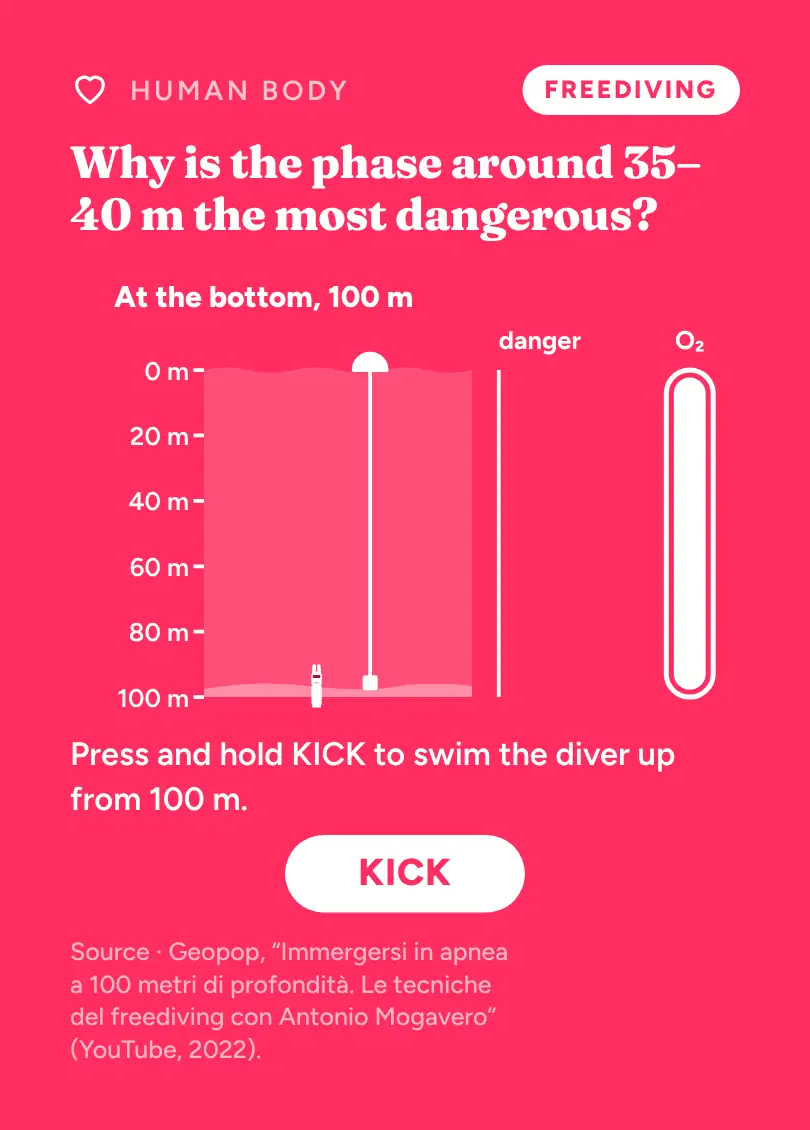 HUMAN BODY
FREEDIVING
Why is the phase around 35–
40 m the most dangerous?
At the bottom, 100 m
danger
O₂
0 m
20 m
40 m
60 m
80 m
100 m
Press and hold KICK to swim the diver up
from 100 m.
KICK
Source · Geopop, “Immergersi in apnea
a 100 metri di profondità. Le tecniche
del freediving con Antonio Mogavero”
(YouTube, 2022).